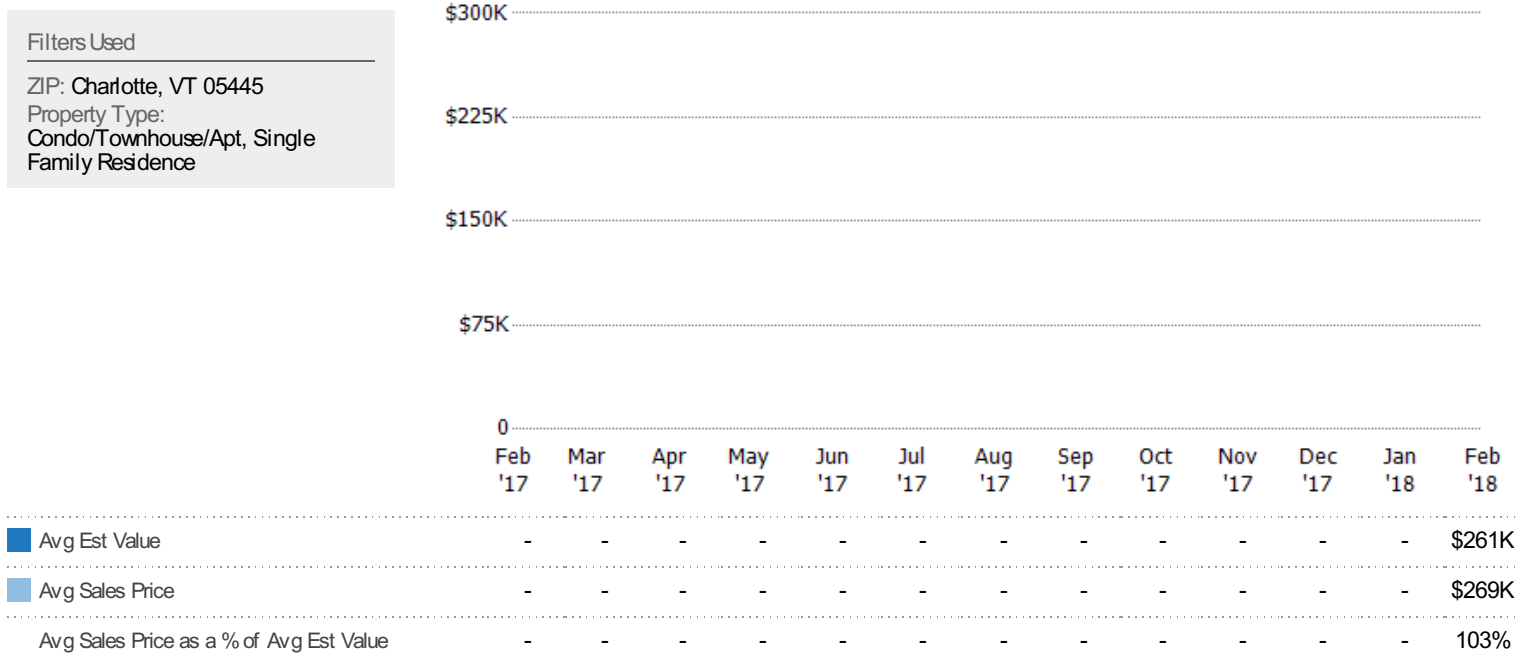 Filters Used
ZIP: Charlotte, VT 05445
Property Type:
Condo/Townhouse/Apt, Single
Family Residence
$300K
$225K
$150K
$75K
0
Feb Mar Apr May Jun Jul Aug Sep Oct Nov Dec Jan Feb
'17 '17 '17 '17 '17 '17 '17 '17 '17 '17 '17 '18 '18
Avg Est Value - - - - - - - - - - - - $261K
Avg Sales Price - - - - - - - - - - - - $269K
Avg Sales Price as a % of Avg Est Value - - - - - - - - - - - - 103%